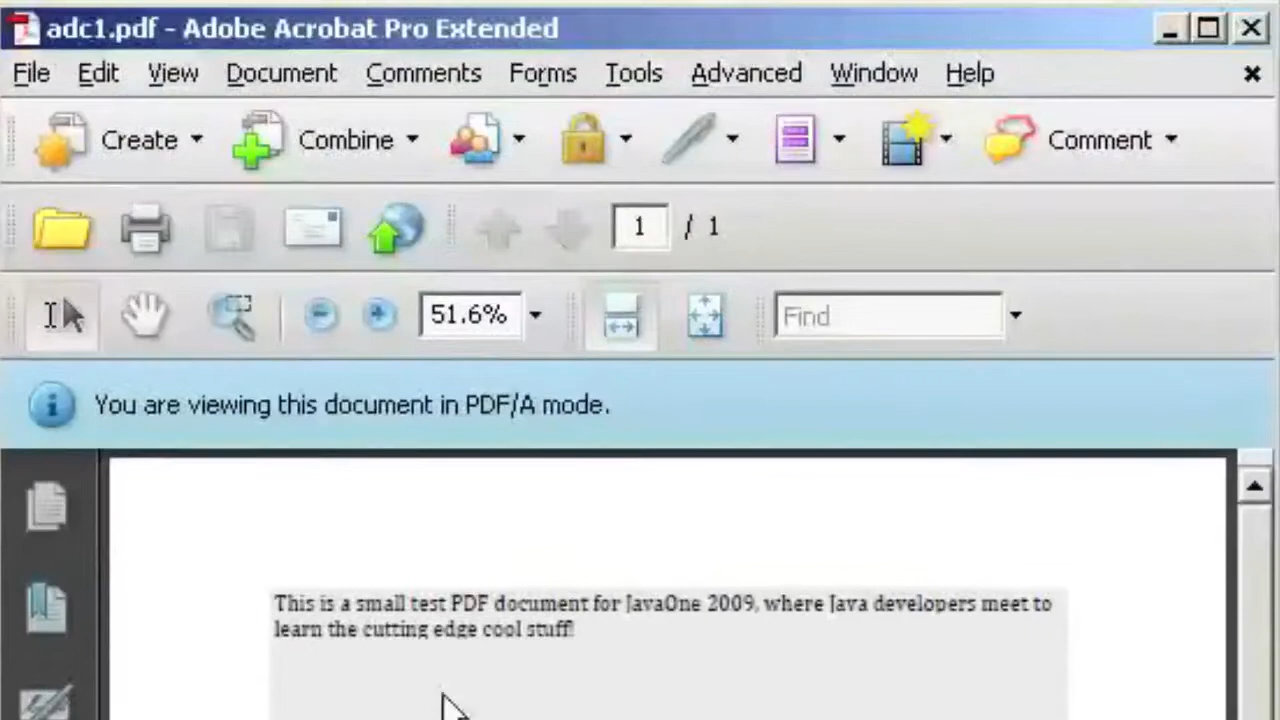 adc1.pdf - Adobe Acrobat Pro Extended
File Edit View Document Comments Forms Tools Advanced Window Help
Create Combine Comment
1 / 1
51.6% Find
You are viewing this document in PDF/A mode.
This is a small test PDF document for JavaOne 2009, where Java developers meet to
learn the cutting edge cool stuff!